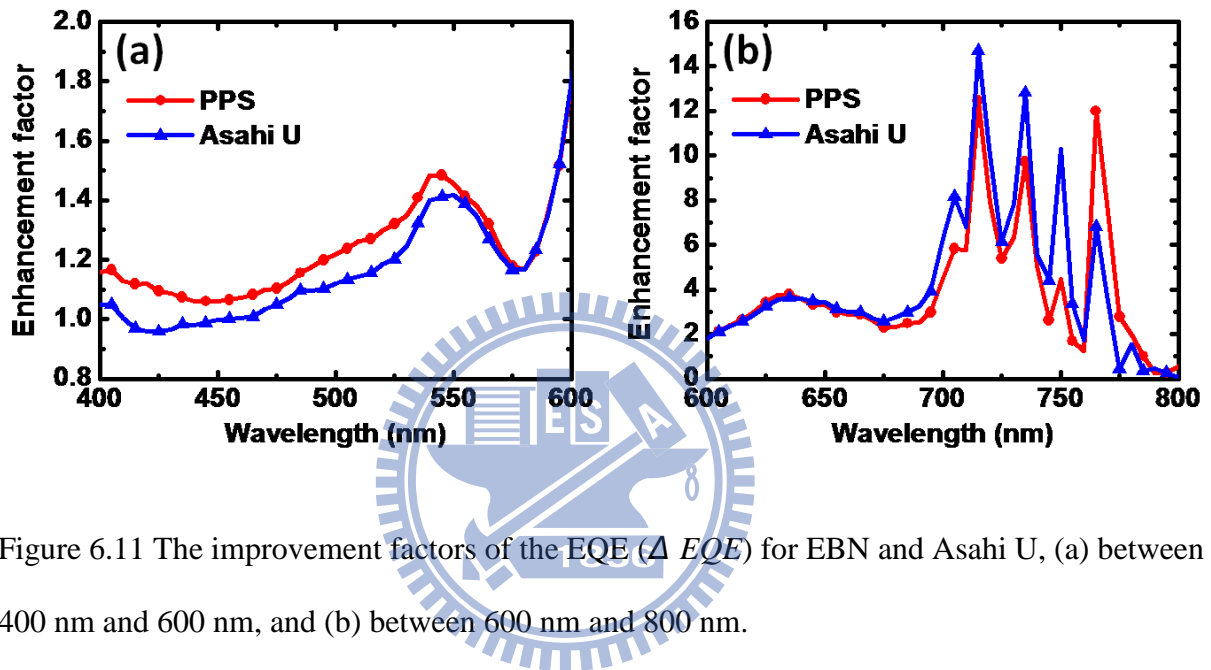 (a)
PPS
Asahi U
Enhancement factor
2.0
1.8
1.6
1.4
1.2
1.0
0.8
400 450 500 550 600
Wavelength (nm)
(b)
PPS
Asahi U
Enhancement factor
16
14
12
10
8
6
4
2
0
600 650 700 750 800
Wavelength (nm)
E S A
1896
Figure 6.11 The improvement factors of the EQE (Δ EQE) for EBN and Asahi U, (a) between
400 nm and 600 nm, and (b) between 600 nm and 800 nm.